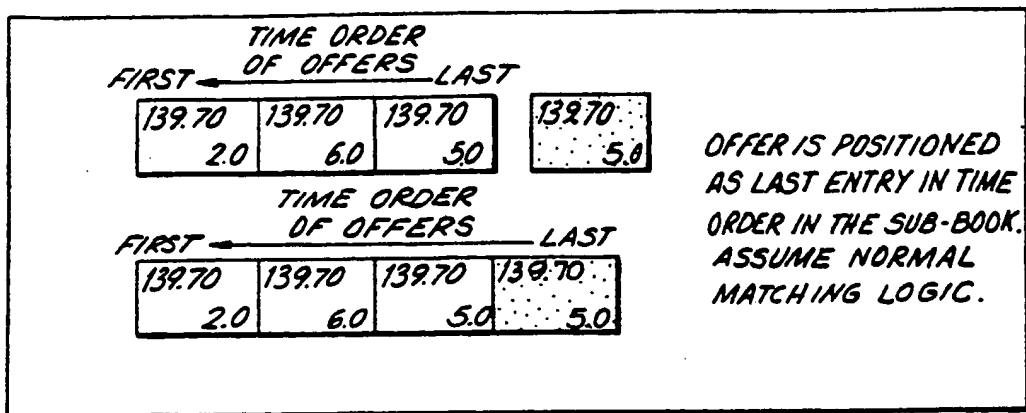 TIME ORDER
OF OFFERS
FIRST LAST
139.70 139.70 139.70 139.70
2.0 6.0 5.0 5.0
OFFER IS POSITIONED
AS LAST ENTRY IN TIME
ORDER IN THE SUB-BOOK.
ASSUME NORMAL
MATCHING LOGIC.
TIME ORDER
OF OFFERS
FIRST LAST
139.70 139.70 139.70 139.70
2.0 6.0 5.0 5.0